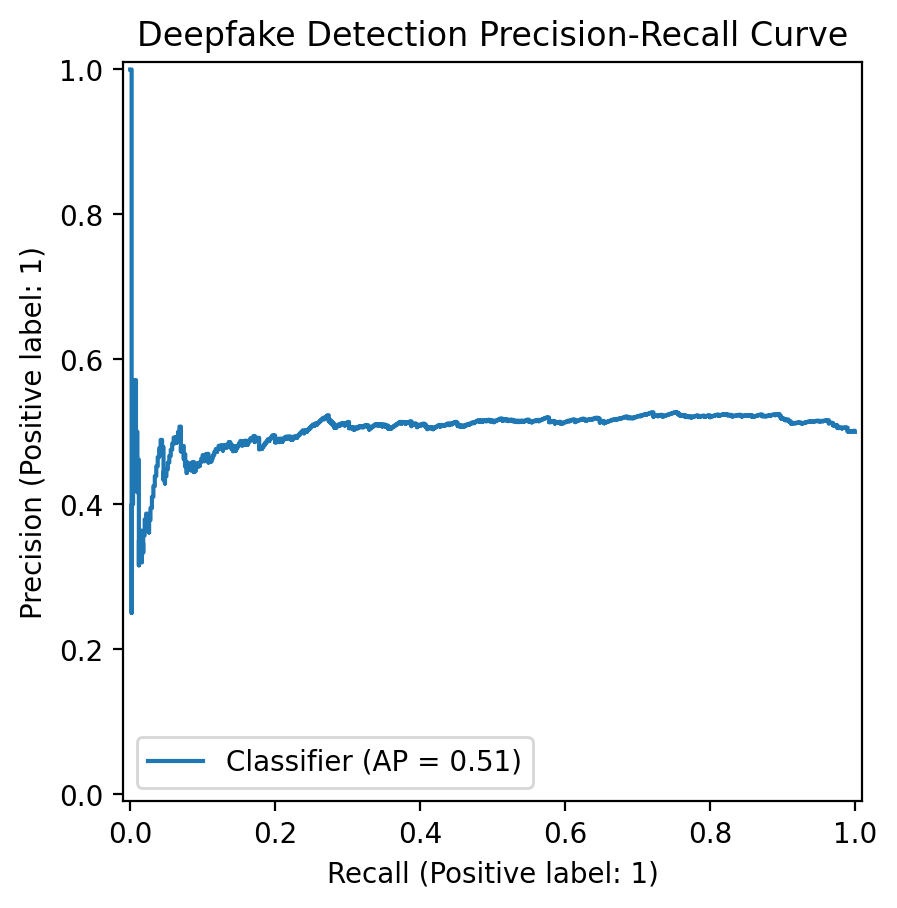 Deepfake Detection Precision-Recall Curve
1.0
0.8
0.6
0.4
0.2
0.0
Precision (Positive label: 1)
Classifier (AP = 0.51)
0.0 0.2 0.4 0.6 0.8 1.0
Recall (Positive label: 1)